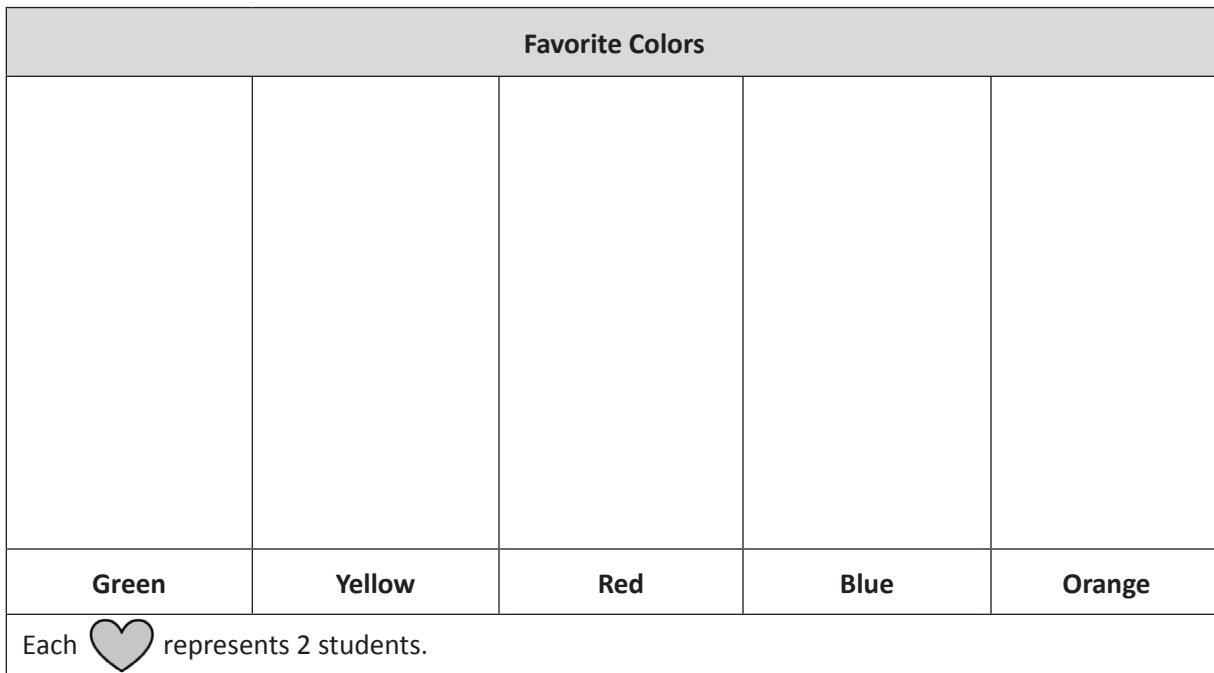 Favorite Colors
Green Yellow Red Blue Orange
Each represents 2 students.